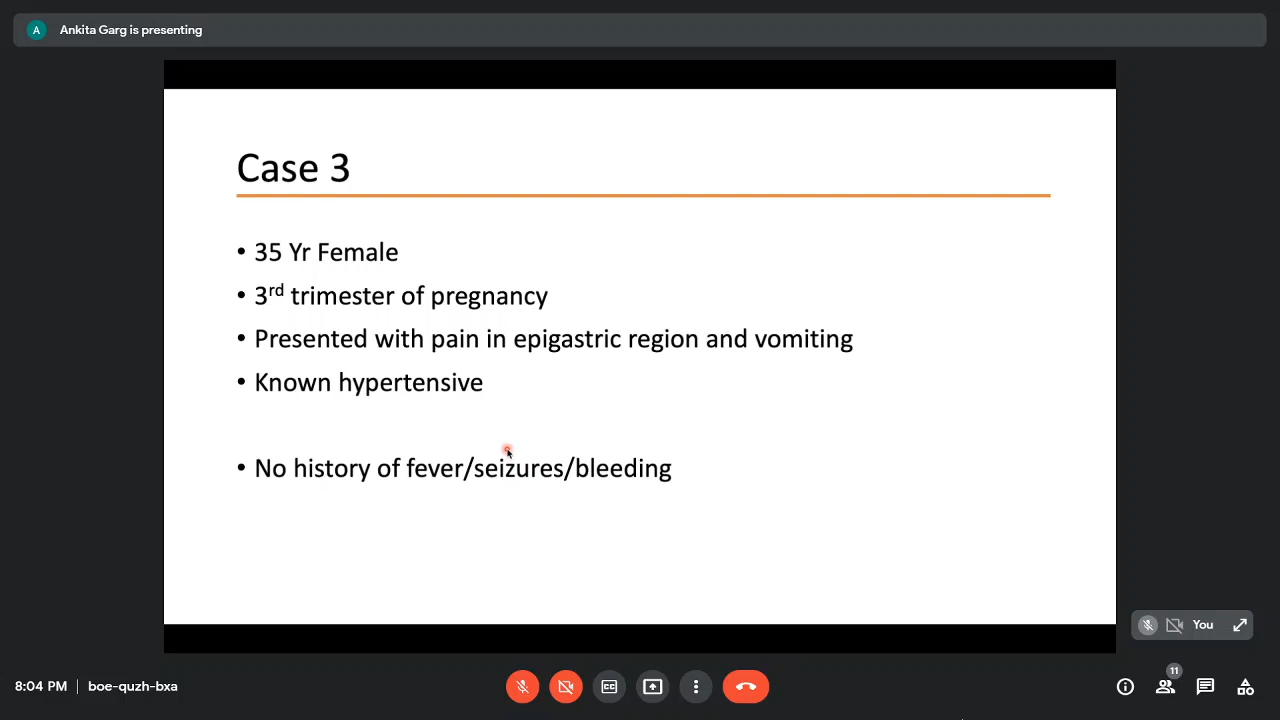 A Ankita Garg is presenting
Case 3
• 35 Yr Female
• 3rd trimester of pregnancy
• Presented with pain in epigastric region and vomiting
• Known hypertensive
• No history of fever/seizures/bleeding
You
8:04 PM | boe-quzh-bxa
CC
11